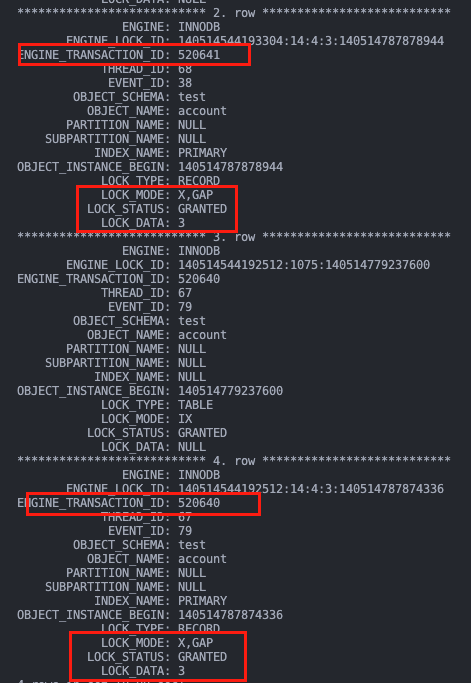 LOCK_DATA: NULL
*************************** 2. row ***************************
ENGINE: INNODB
ENGINE_LOCK_ID: 140514544193304:14:4:3:140514787878944
ENGINE_TRANSACTION_ID: 520641
THREAD_ID: 68
EVENT_ID: 38
OBJECT_SCHEMA: test
OBJECT_NAME: account
PARTITION_NAME: NULL
SUBPARTITION_NAME: NULL
INDEX_NAME: PRIMARY
OBJECT_INSTANCE_BEGIN: 140514787878944
LOCK_TYPE: RECORD
LOCK_MODE: X,GAP
LOCK_STATUS: GRANTED
LOCK_DATA: 3
*************************** 3. row ***************************
ENGINE: INNODB
ENGINE_LOCK_ID: 140514544192512:1075:140514779237600
ENGINE_TRANSACTION_ID: 520640
THREAD_ID: 67
EVENT_ID: 79
OBJECT_SCHEMA: test
OBJECT_NAME: account
PARTITION_NAME: NULL
SUBPARTITION_NAME: NULL
INDEX_NAME: NULL
OBJECT_INSTANCE_BEGIN: 140514779237600
LOCK_TYPE: TABLE
LOCK_MODE: IX
LOCK_STATUS: GRANTED
LOCK_DATA: NULL
*************************** 4. row ***************************
ENGINE: INNODB
ENGINE_LOCK_ID: 140514544192512:14:4:3:140514787874336
ENGINE_TRANSACTION_ID: 520640
THREAD_ID: 67
EVENT_ID: 79
OBJECT_SCHEMA: test
OBJECT_NAME: account
PARTITION_NAME: NULL
SUBPARTITION_NAME: NULL
INDEX_NAME: PRIMARY
OBJECT_INSTANCE_BEGIN: 140514787874336
LOCK_TYPE: RECORD
LOCK_MODE: X,GAP
LOCK_STATUS: GRANTED
LOCK_DATA: 3